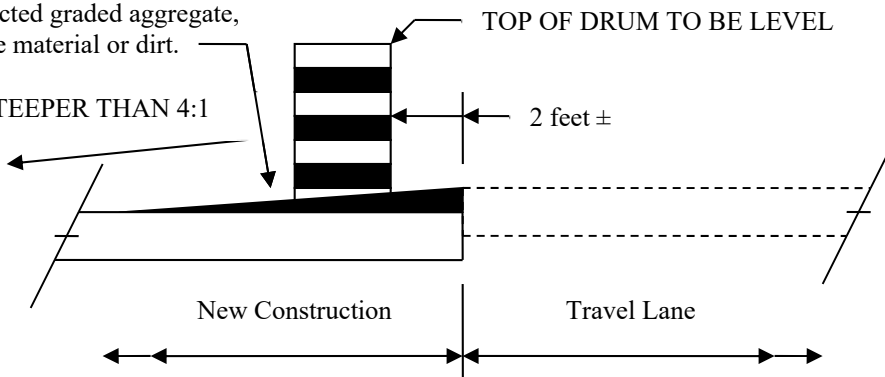 cted graded aggregate,
material or dirt.
TOP OF DRUM TO BE LEVEL
TEEPER THAN 4:1
2 feet ±
New Construction
Travel Lane